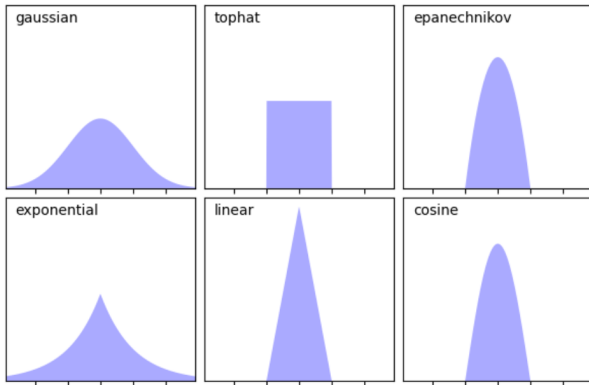 gaussian
tophat
epanechnikov
exponential
linear
cosine